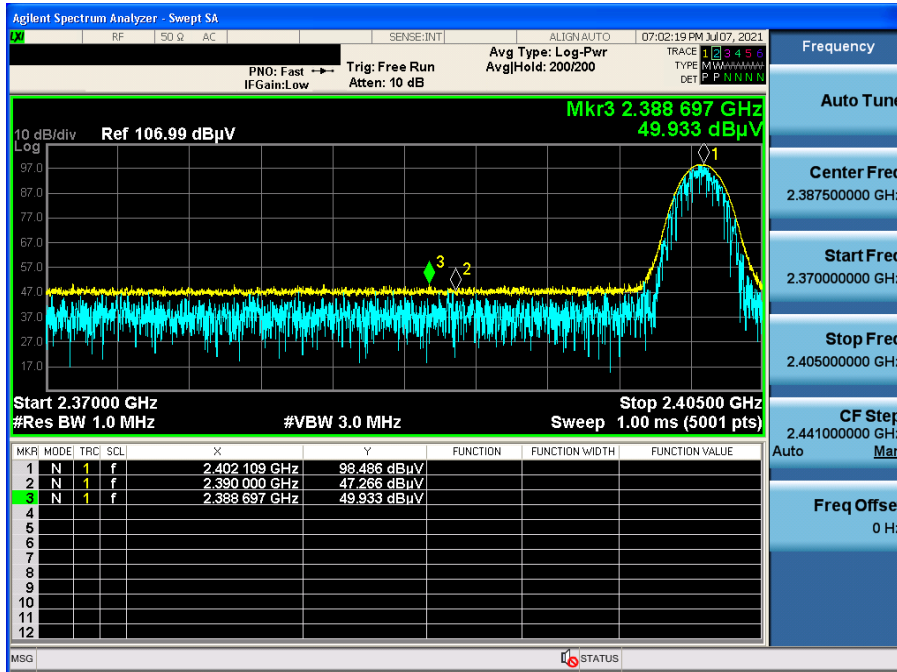 Agilent Spectrum Analyzer - Swept SA
LXI RF 50 Ω AC SENSE:INT ALIGN AUTO 07:02:19 PM Jul 07, 2021
PNO: Fast Trig: Free Run Avg Type: Log-Pwr TRACE 1 2 3 4 5 6
IFGain:Low Atten: 10 dB Avg|Hold: 200/200 TYPE M W
DET P P N N N N
Mkr3 2.388 697 GHz
49.933 dBµV
10 dB/div Ref 106.99 dBµV
Log
97.0
87.0
77.0
67.0
57.0
47.0
37.0
27.0
17.0
1
3
2
Start 2.37000 GHz Stop 2.40500 GHz
#Res BW 1.0 MHz #VBW 3.0 MHz Sweep 1.00 ms (5001 pts)
MKR MODE TRC SCL X Y FUNCTION FUNCTION WIDTH FUNCTION VALUE
1 N 1 f 2.402 109 GHz 98.486 dBµV
2 N 1 f 2.390 000 GHz 47.266 dBµV
3 N 1 f 2.388 697 GHz 49.933 dBµV
4
5
6
7
8
9
10
11
12
MSG STATUS
Frequency
Auto Tune
Center Freq
2.387500000 GHz
Start Freq
2.370000000 GHz
Stop Freq
2.405000000 GHz
CF Step
2.441000000 GHz
Auto Man
Freq Offset
0 Hz